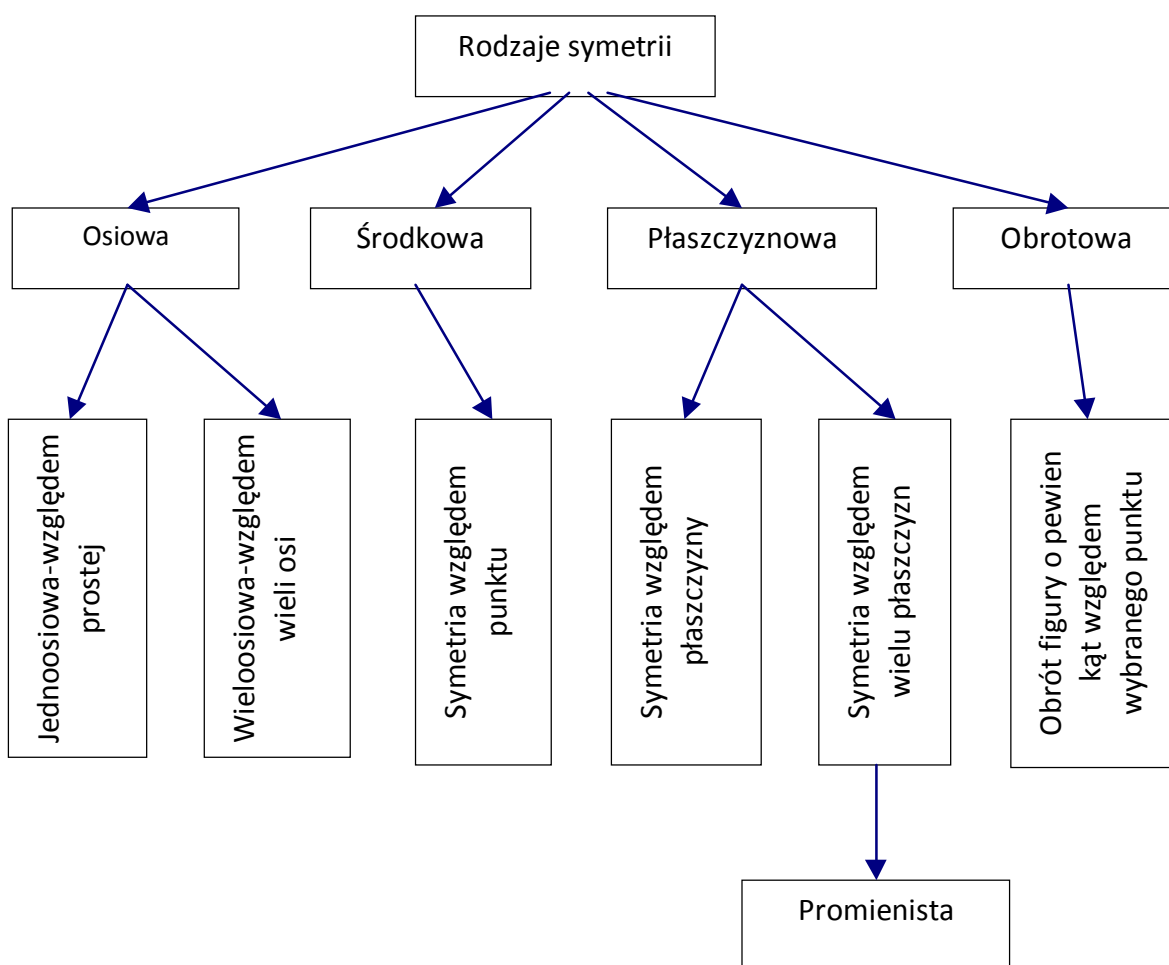 Rodzaje symetrii
Osiowa
Środkowa
Płaszczyznowa
Obrotowa
Jednoosiowa-względem
prostej
Wieloosiowa-względem
wieli osi
Symetria względem
punktu
Symetria względem
płaszczyzny
Symetria względem
wielu płaszczyzn
Obrót figury o pewien
kąt względem
wybranego punktu
Promienista